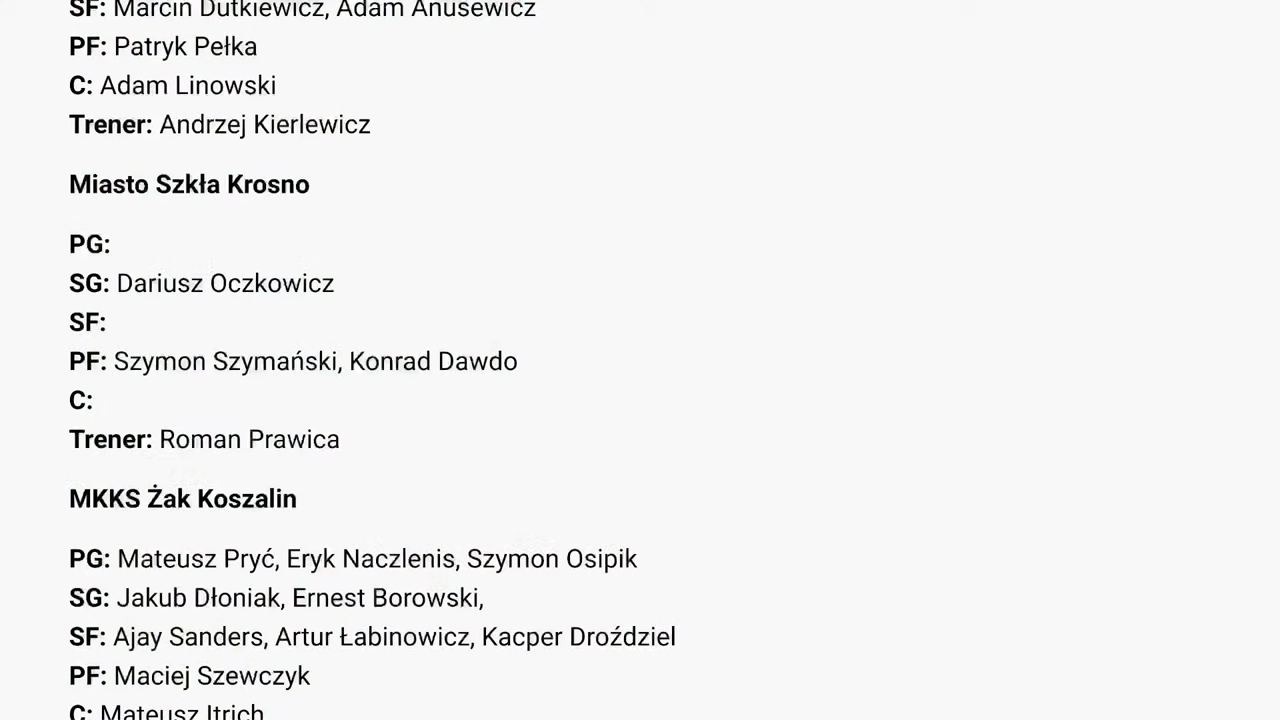 SF: Marcin Dutkiewicz, Adam Anusewicz
PF: Patryk Pełka
C: Adam Linowski
Trener: Andrzej Kierlewicz
Miasto Szkła Krosno
PG:
SG: Dariusz Oczkowicz
SF:
PF: Szymon Szymański, Konrad Dawdo
C:
Trener: Roman Prawica
MKKS Żak Koszalin
PG: Mateusz Pryć, Eryk Naczlenis, Szymon Osipik
SG: Jakub Dłoniak, Ernest Borowski,
SF: Ajay Sanders, Artur Łabinowicz, Kacper Droździel
PF: Maciej Szewczyk
C: Mateusz Itrich